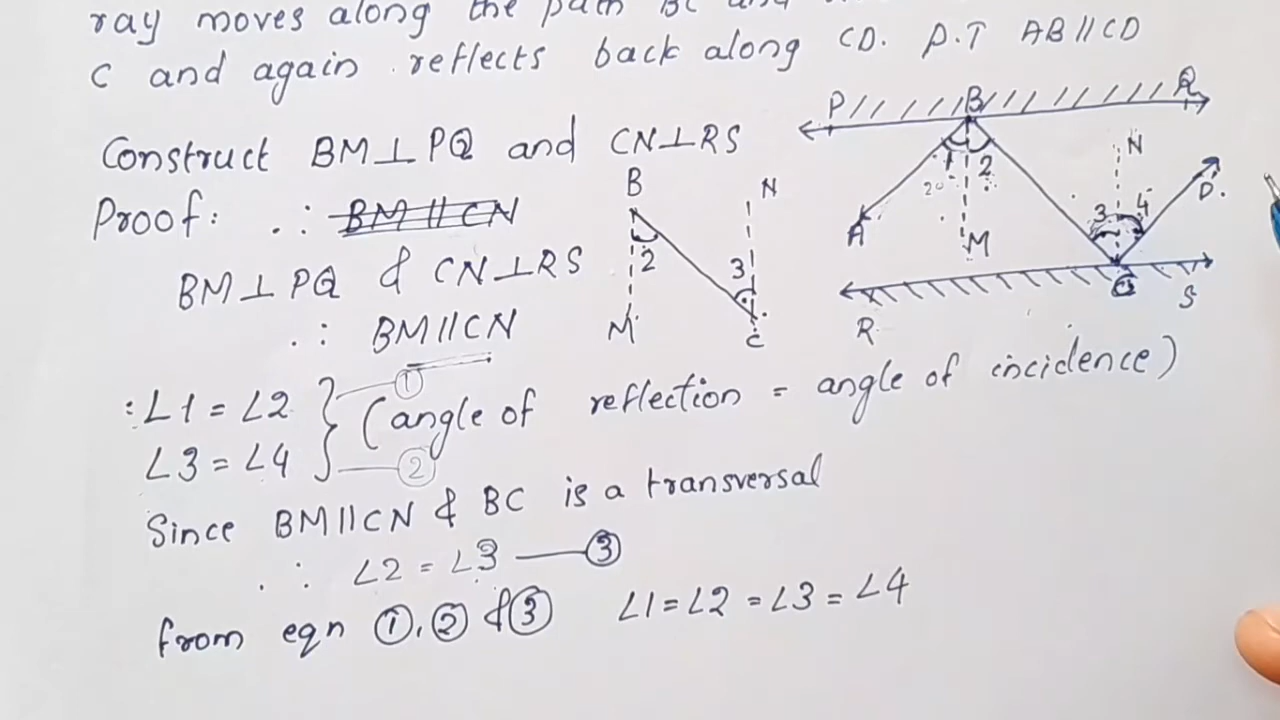 ray moves along the path BC and
C and again reflects back along CD. P.T AB // CD
Construct BM ⊥ PQ and CN ⊥ RS
Proof: ∴ BM || CN
BM ⊥ PQ & CN ⊥ RS
∴ BM // CN
: ∠1 = ∠2 ①
∠3 = ∠4 ②
(angle of reflection = angle of incidence)
Since BM || CN & BC is a transversal
∴ ∠2 = ∠3 — ③
from eqn ①, ② & ③ ∠1 = ∠2 = ∠3 = ∠4
B
N
2
3
M
C
P B Q
2
N
3 4
D.
A
M
R
S